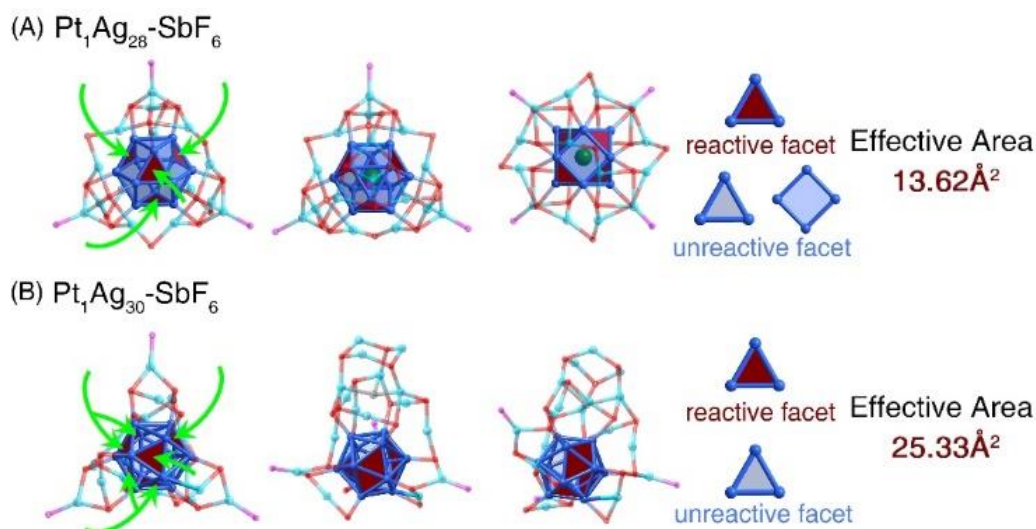 (A) Pt₁Ag₂₈-SbF₆
reactive facet
unreactive facet
Effective Area
13.62Å²
(B) Pt₁Ag₃₀-SbF₆
reactive facet
unreactive facet
Effective Area
25.33Å²